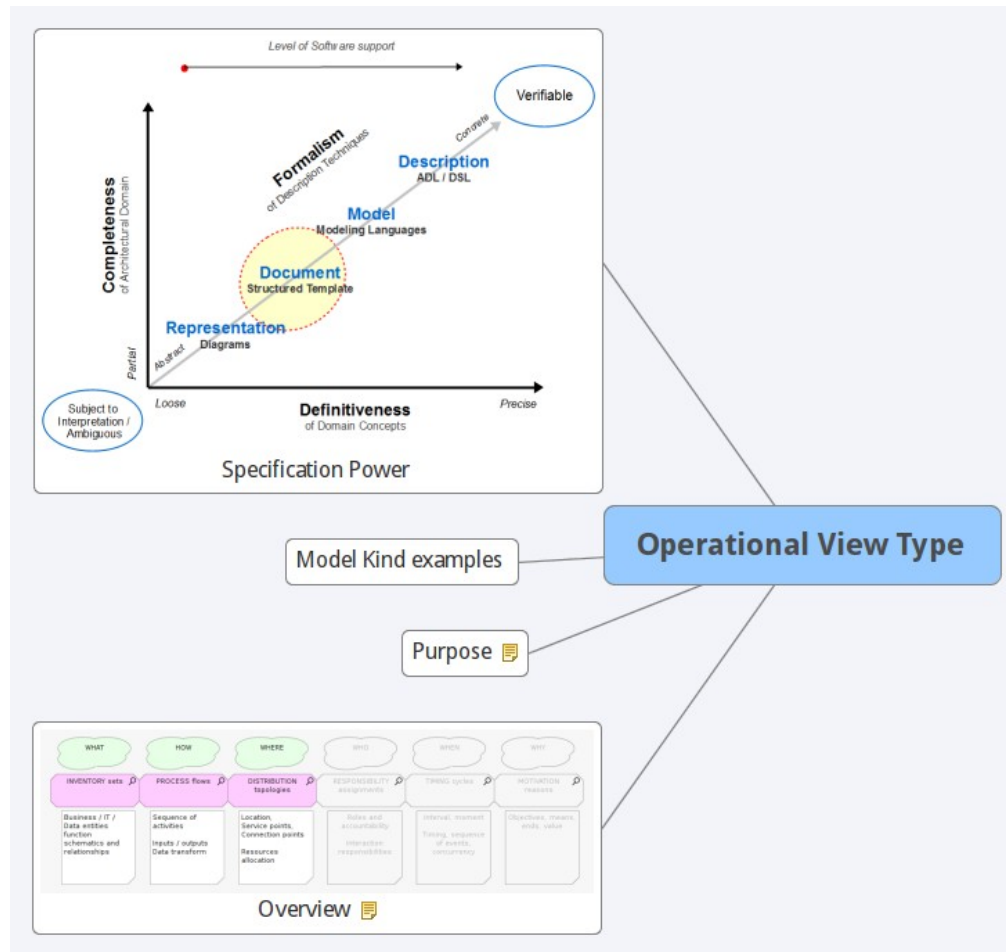 Level of Software support
Verifiable
Concrete
Formalism
of Description Techniques
Description
ADL / DSL
Completeness
of Architectural Domain
Model
Modeling Languages
Document
Structured Template
Representation
Diagrams
Abstract
Partial
Loose
Definitiveness
of Domain Concepts
Precise
Subject to
Interpretation /
Ambiguous
Specification Power
Operational View Type
Model Kind examples
Purpose
WHAT
HOW
WHERE
WHO
WHEN
WHY
INVENTORY sets
PROCESS flows
DISTRIBUTION
topologies
RESPONSIBILITY
assignments
TIMING cycles
MOTIVATION
reasons
Business / IT /
Data entities
function
schematics and
relationships
Sequence of
activities
Inputs / outputs
Data transform
Location,
Service points,
Connection points
Resources
allocation
Roles and
accountability
interaction
responsibilities
Interval, moment
Timing, sequence
of events,
concurrency
Objectives, means,
ends, value
Overview